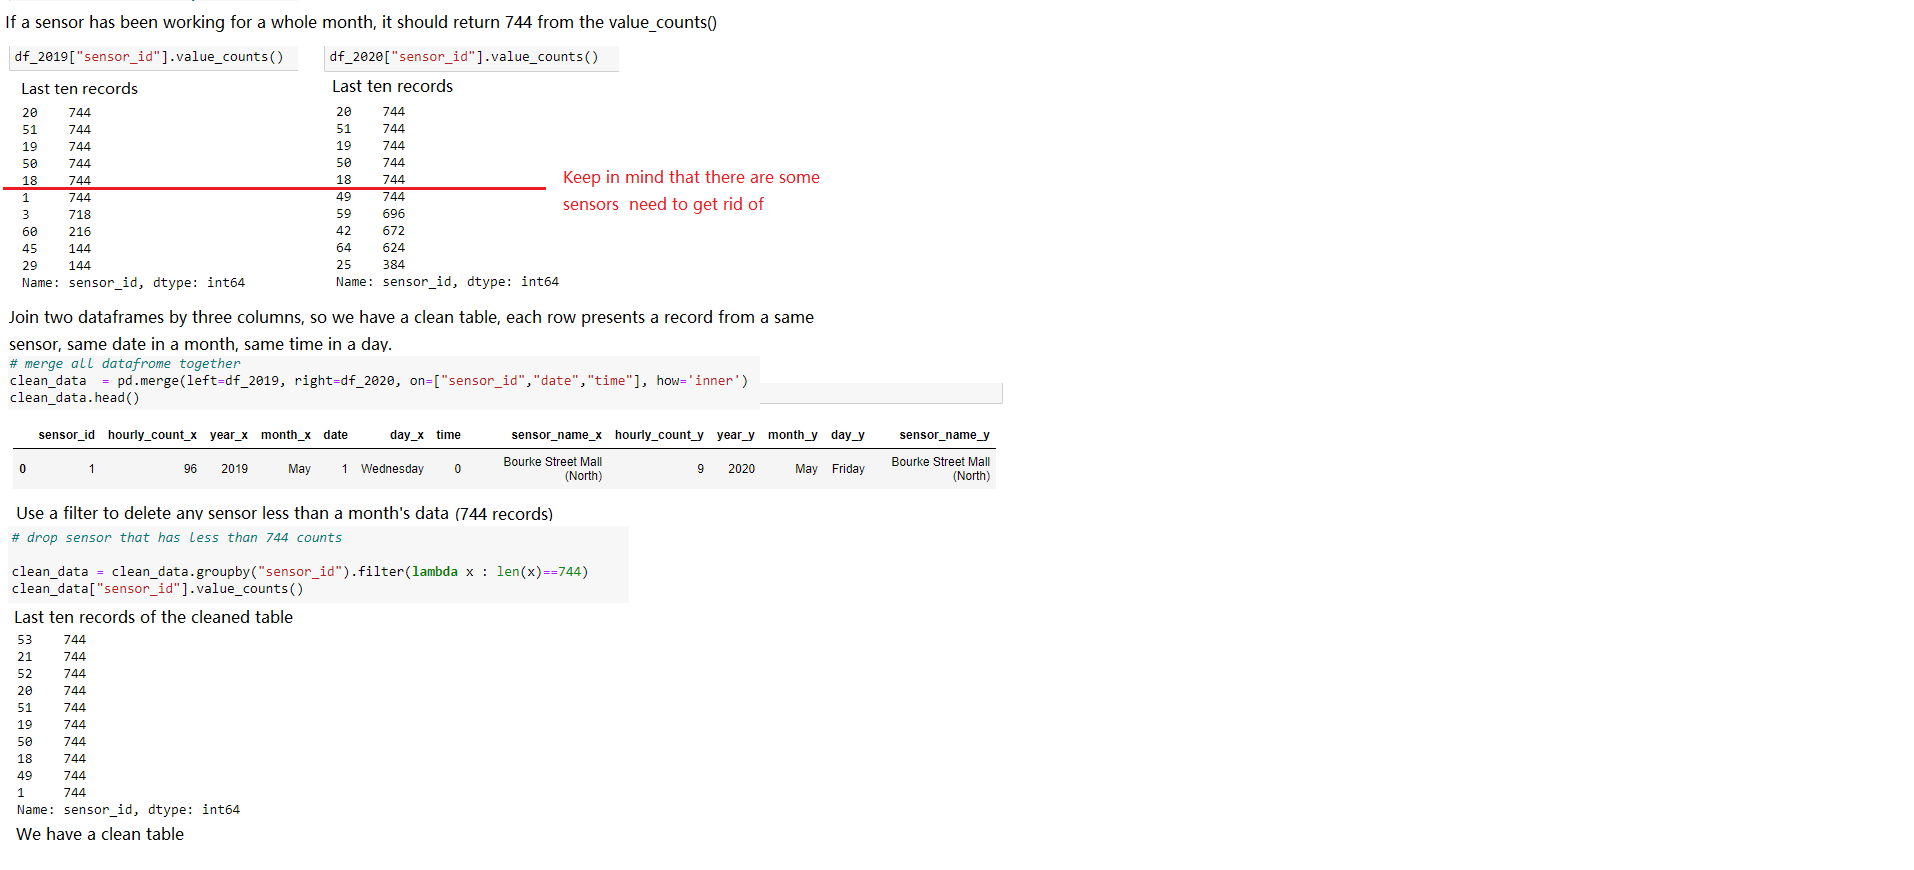 If a sensor has been working for a whole month, it should return 744 from the value_counts()
df_2019["sensor_id"].value_counts()
df_2020["sensor_id"].value_counts()
Last ten records
20 744
51 744
19 744
50 744
18 744
1 744
3 718
60 216
45 144
29 144
Name: sensor_id, dtype: int64
Last ten records
20 744
51 744
19 744
50 744
18 744
49 744
59 696
42 672
64 624
25 384
Name: sensor_id, dtype: int64
Keep in mind that there are some
sensors need to get rid of
Join two dataframes by three columns, so we have a clean table, each row presents a record from a same
sensor, same date in a month, same time in a day.
# merge all datafrome together
clean_data = pd.merge(left=df_2019, right=df_2020, on=["sensor_id","date","time"], how='inner')
clean_data.head()
sensor_id hourly_count_x year_x month_x date day_x time sensor_name_x hourly_count_y year_y month_y day_y sensor_name_y
0 1 96 2019 May 1 Wednesday 0 Bourke Street Mall (North) 9 2020 May Friday Bourke Street Mall (North)
Use a filter to delete any sensor less than a month's data (744 records)
# drop sensor that has less than 744 counts
clean_data = clean_data.groupby("sensor_id").filter(lambda x : len(x)==744)
clean_data["sensor_id"].value_counts()
Last ten records of the cleaned table
53 744
21 744
52 744
20 744
51 744
19 744
50 744
18 744
49 744
1 744
Name: sensor_id, dtype: int64
We have a clean table